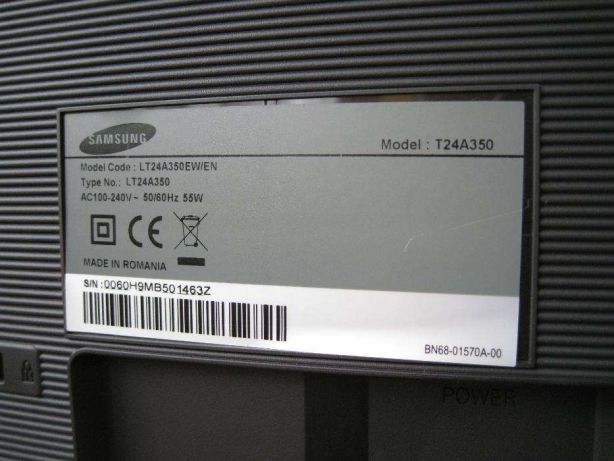 SAMSUNG
Model : T24A350
Model Code : LT24A350EW/EN
Type No.: LT24A350
AC100-240V~ 50/60Hz 55W
MADE IN ROMANIA
S/N : 0060H9MB501463Z
BN68-01570A-00
POWER